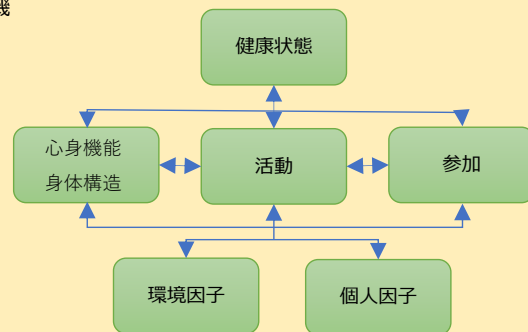 健康状態
心身機能
身体構造
活動
参加
環境因子
個人因子